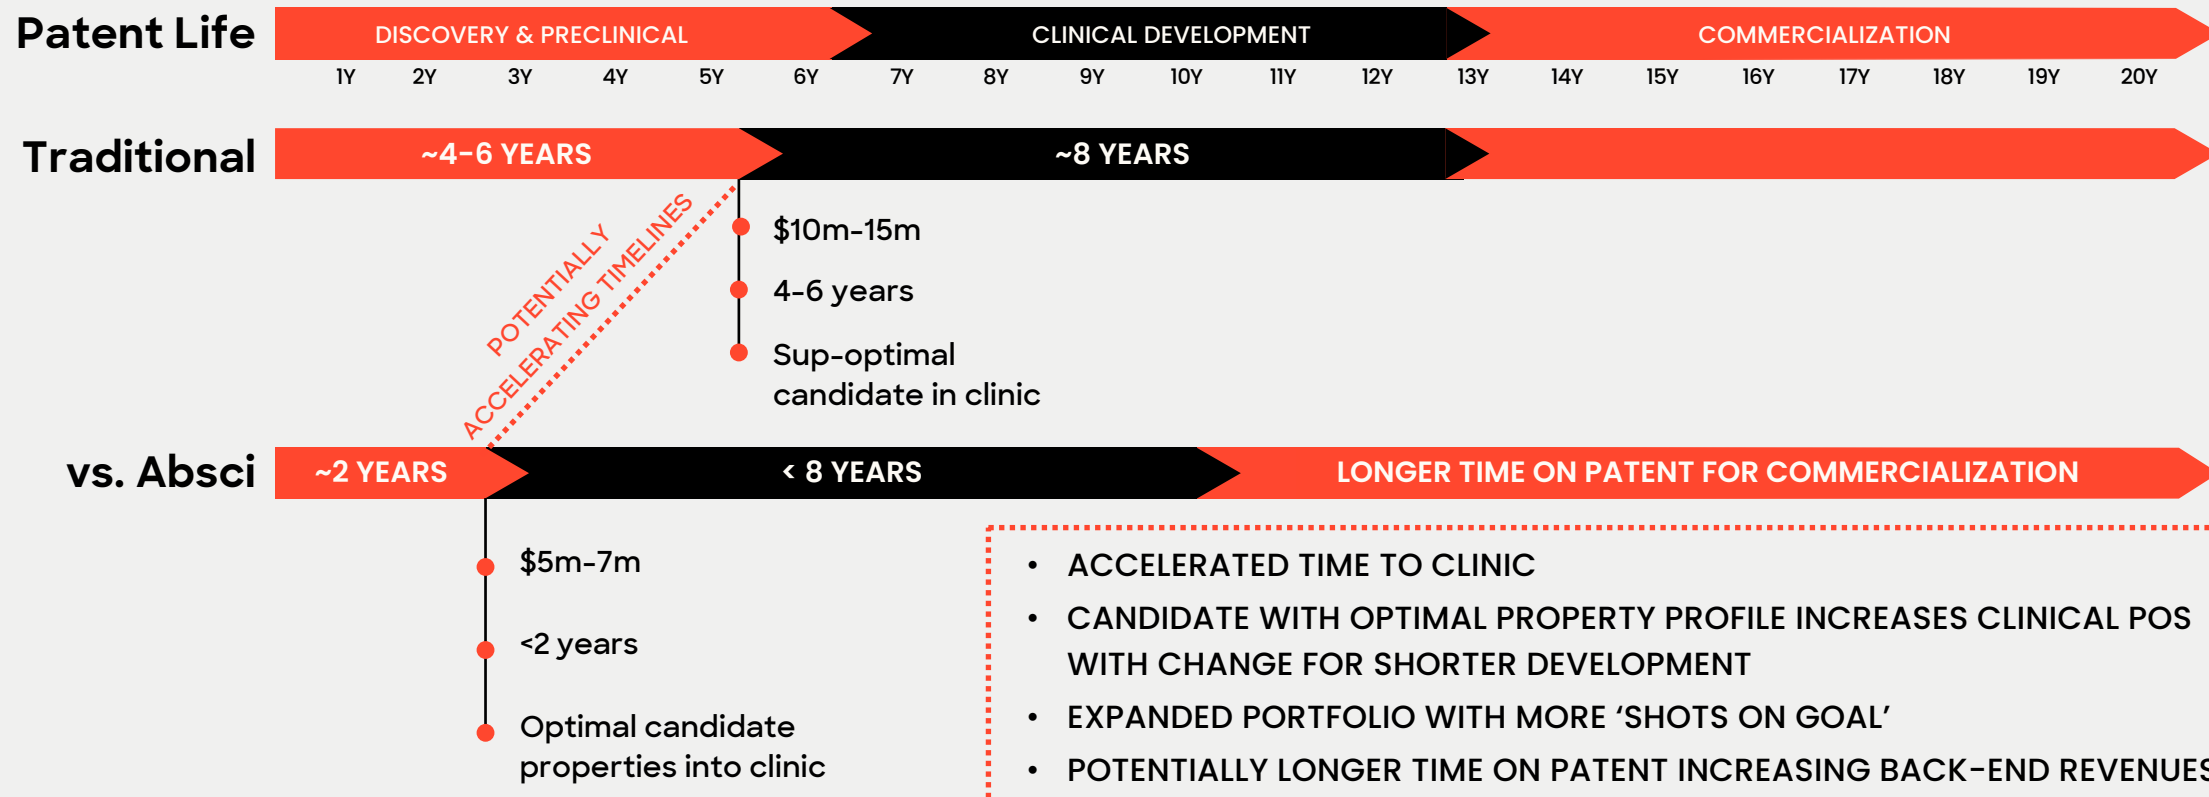 Patent Life
DISCOVERY & PRECLINICAL
CLINICAL DEVELOPMENT
COMMERCIALIZATION
1Y 2Y 3Y 4Y 5Y 6Y 7Y 8Y 9Y 10Y 11Y 12Y 13Y 14Y 15Y 16Y 17Y 18Y 19Y 20Y
Traditional
~4-6 YEARS
~8 YEARS
POTENTIALLY
ACCELERATING TIMELINES
$10m-15m
4-6 years
Sup-optimal
candidate in clinic
vs. Absci
~2 YEARS
< 8 YEARS
LONGER TIME ON PATENT FOR COMMERCIALIZATION
$5m-7m
<2 years
Optimal candidate
properties into clinic
• ACCELERATED TIME TO CLINIC
• CANDIDATE WITH OPTIMAL PROPERTY PROFILE INCREASES CLINICAL POS
WITH CHANGE FOR SHORTER DEVELOPMENT
• EXPANDED PORTFOLIO WITH MORE ‘SHOTS ON GOAL’
• POTENTIALLY LONGER TIME ON PATENT INCREASING BACK-END REVENUES